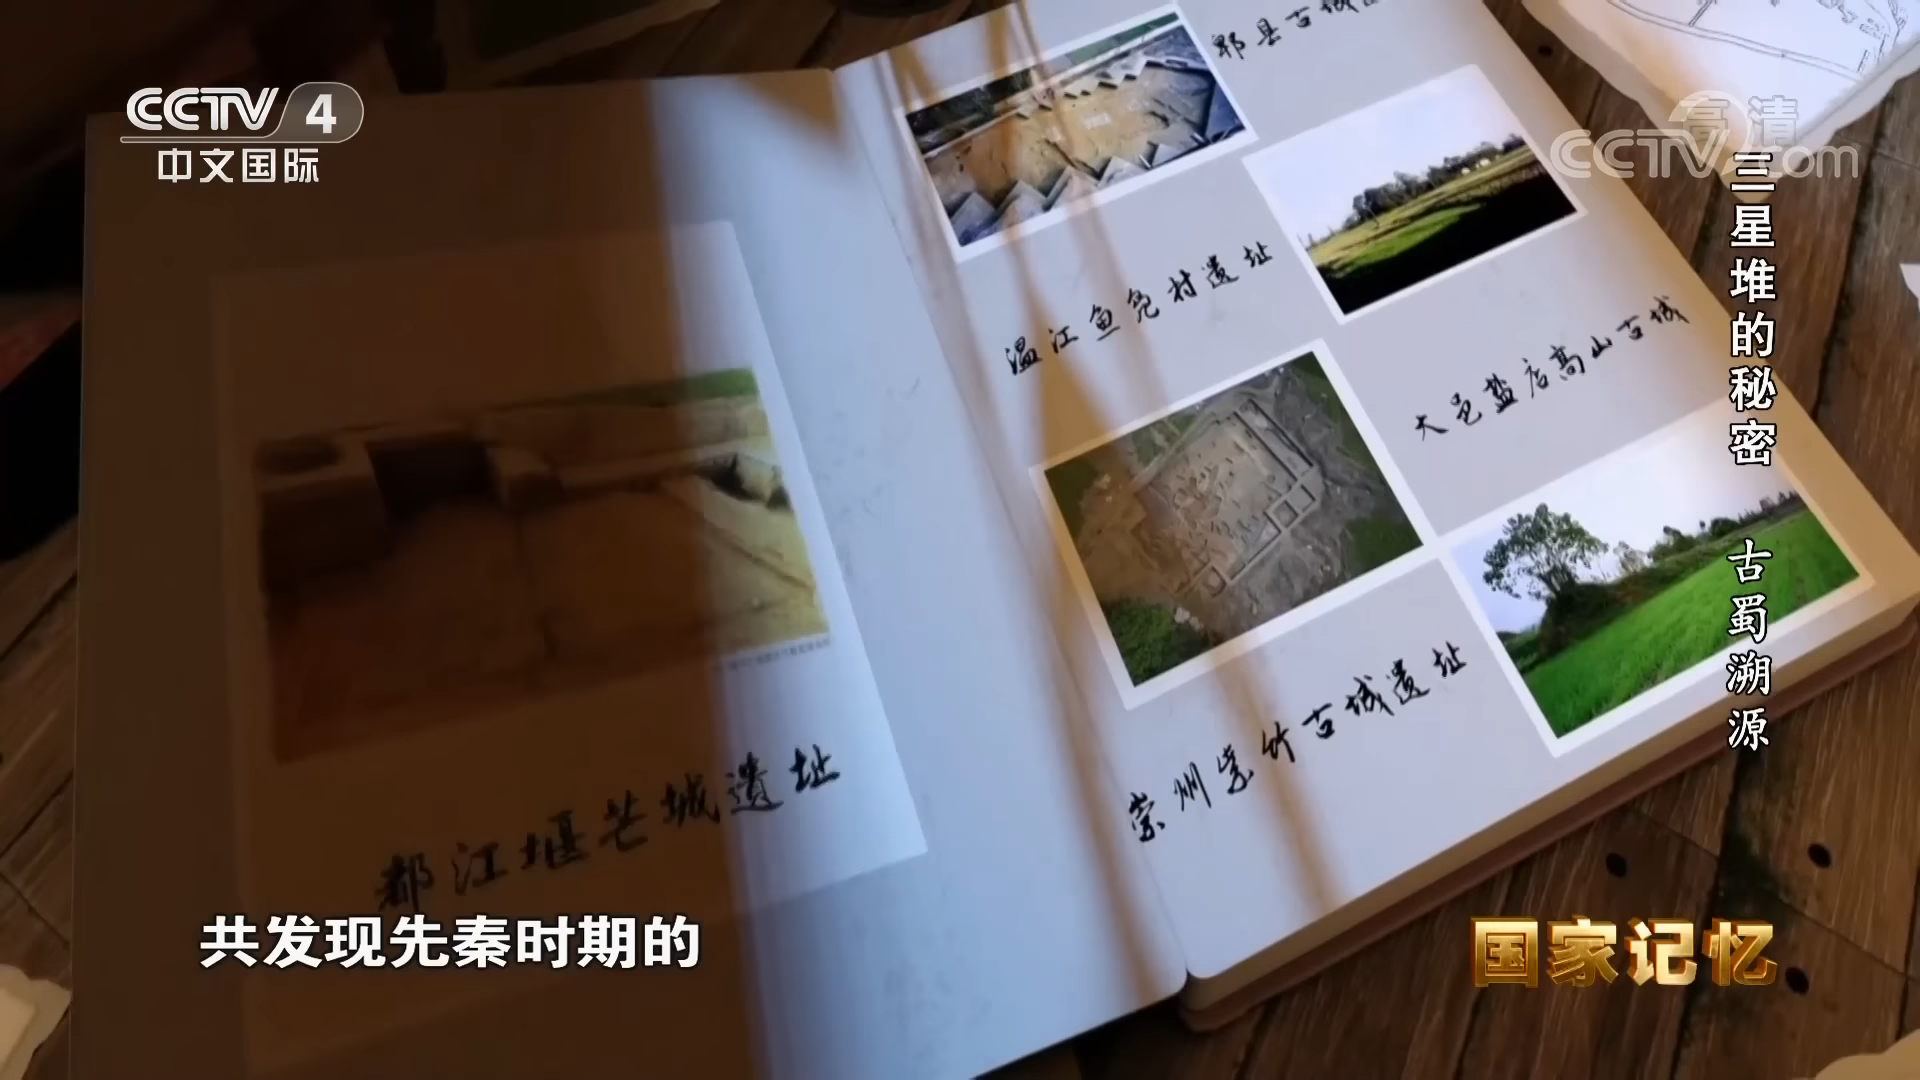 CCTV 4
中文国际
高清
CCTV.com
三星堆的秘密 古蜀溯源
郫县古城
温江鱼凫村遗址
大邑盐店高山古城
崇州紫竹古城遗址
都江堰芒城遗址
共发现先秦时期的
国家记忆